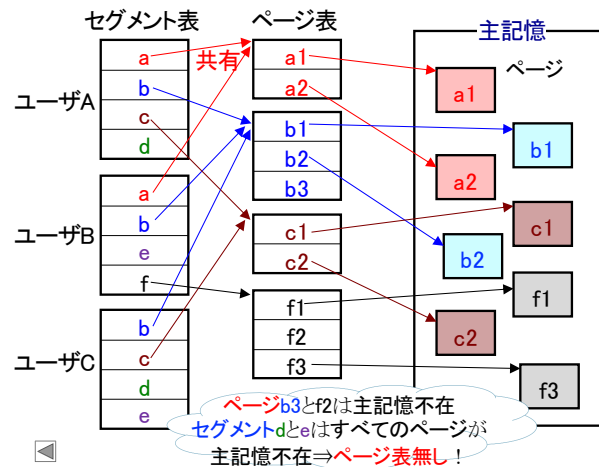 セグメント表
ページ表
主記憶
ページ
共有
ユーザA
a
b
c
d
ユーザB
a
b
e
f
ユーザC
b
c
d
e
a1
a2
b1
b2
b3
c1
c2
f1
f2
f3
a1
b1
a2
c1
b2
f1
c2
f3
ページb3とf2は主記憶不在
セグメントdとeはすべてのページが
主記憶不在⇒ページ表無し！